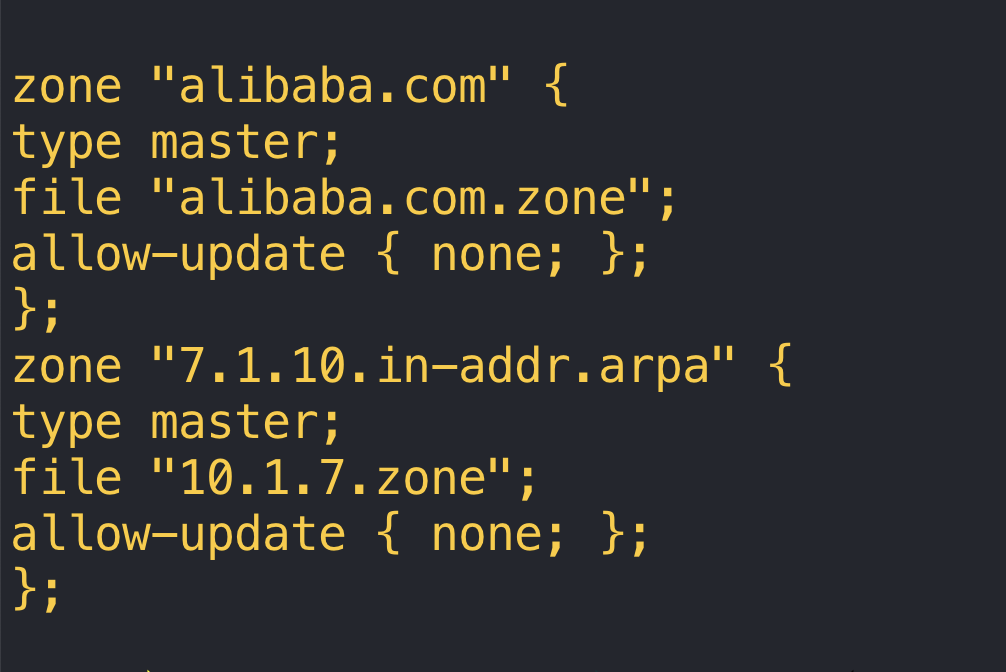 zone "alibaba.com" {
type master;
file "alibaba.com.zone";
allow-update { none; };
};
zone "7.1.10.in-addr.arpa" {
type master;
file "10.1.7.zone";
allow-update { none; };
};